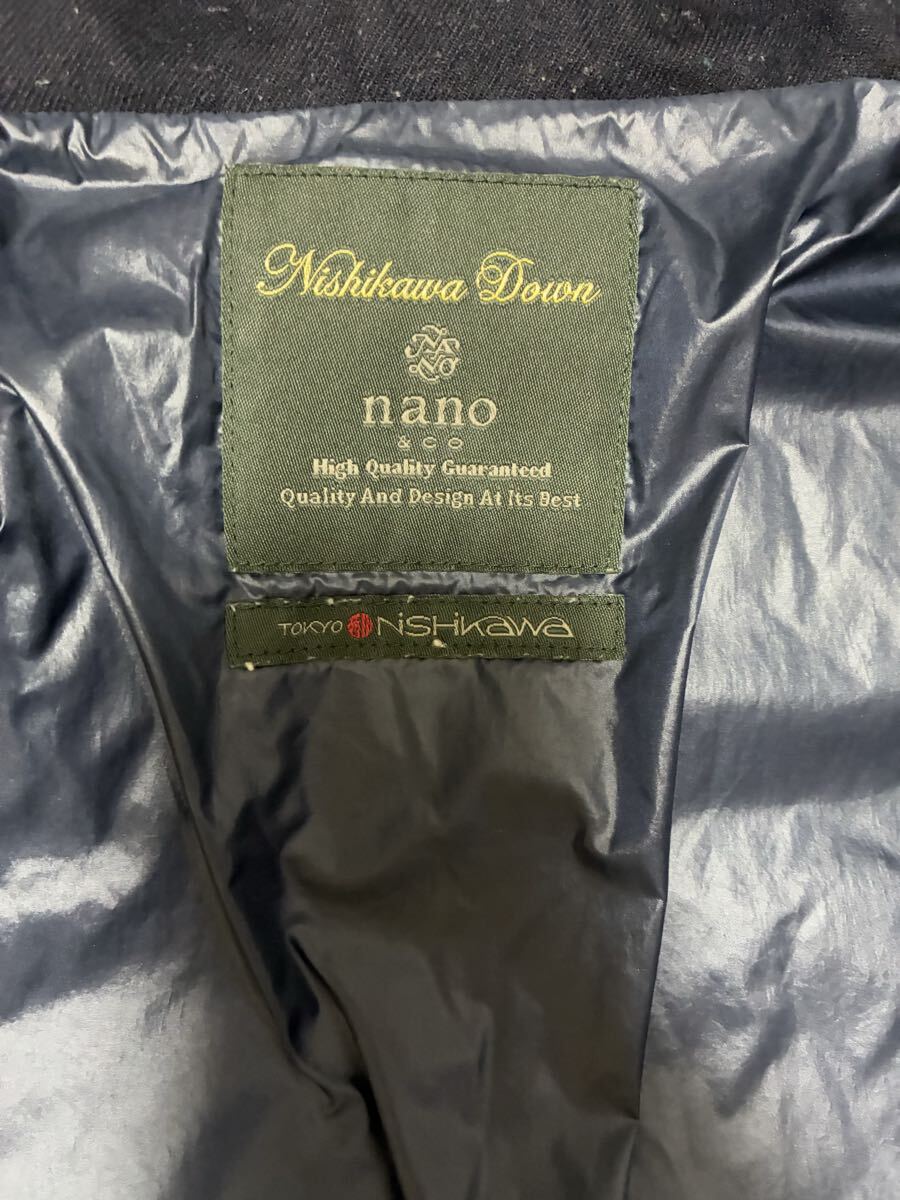 Nishikawa Down
nano
& co
High Quality Guaranteed
Quality And Design At Its Best
TOKYO NiSHiKaWa